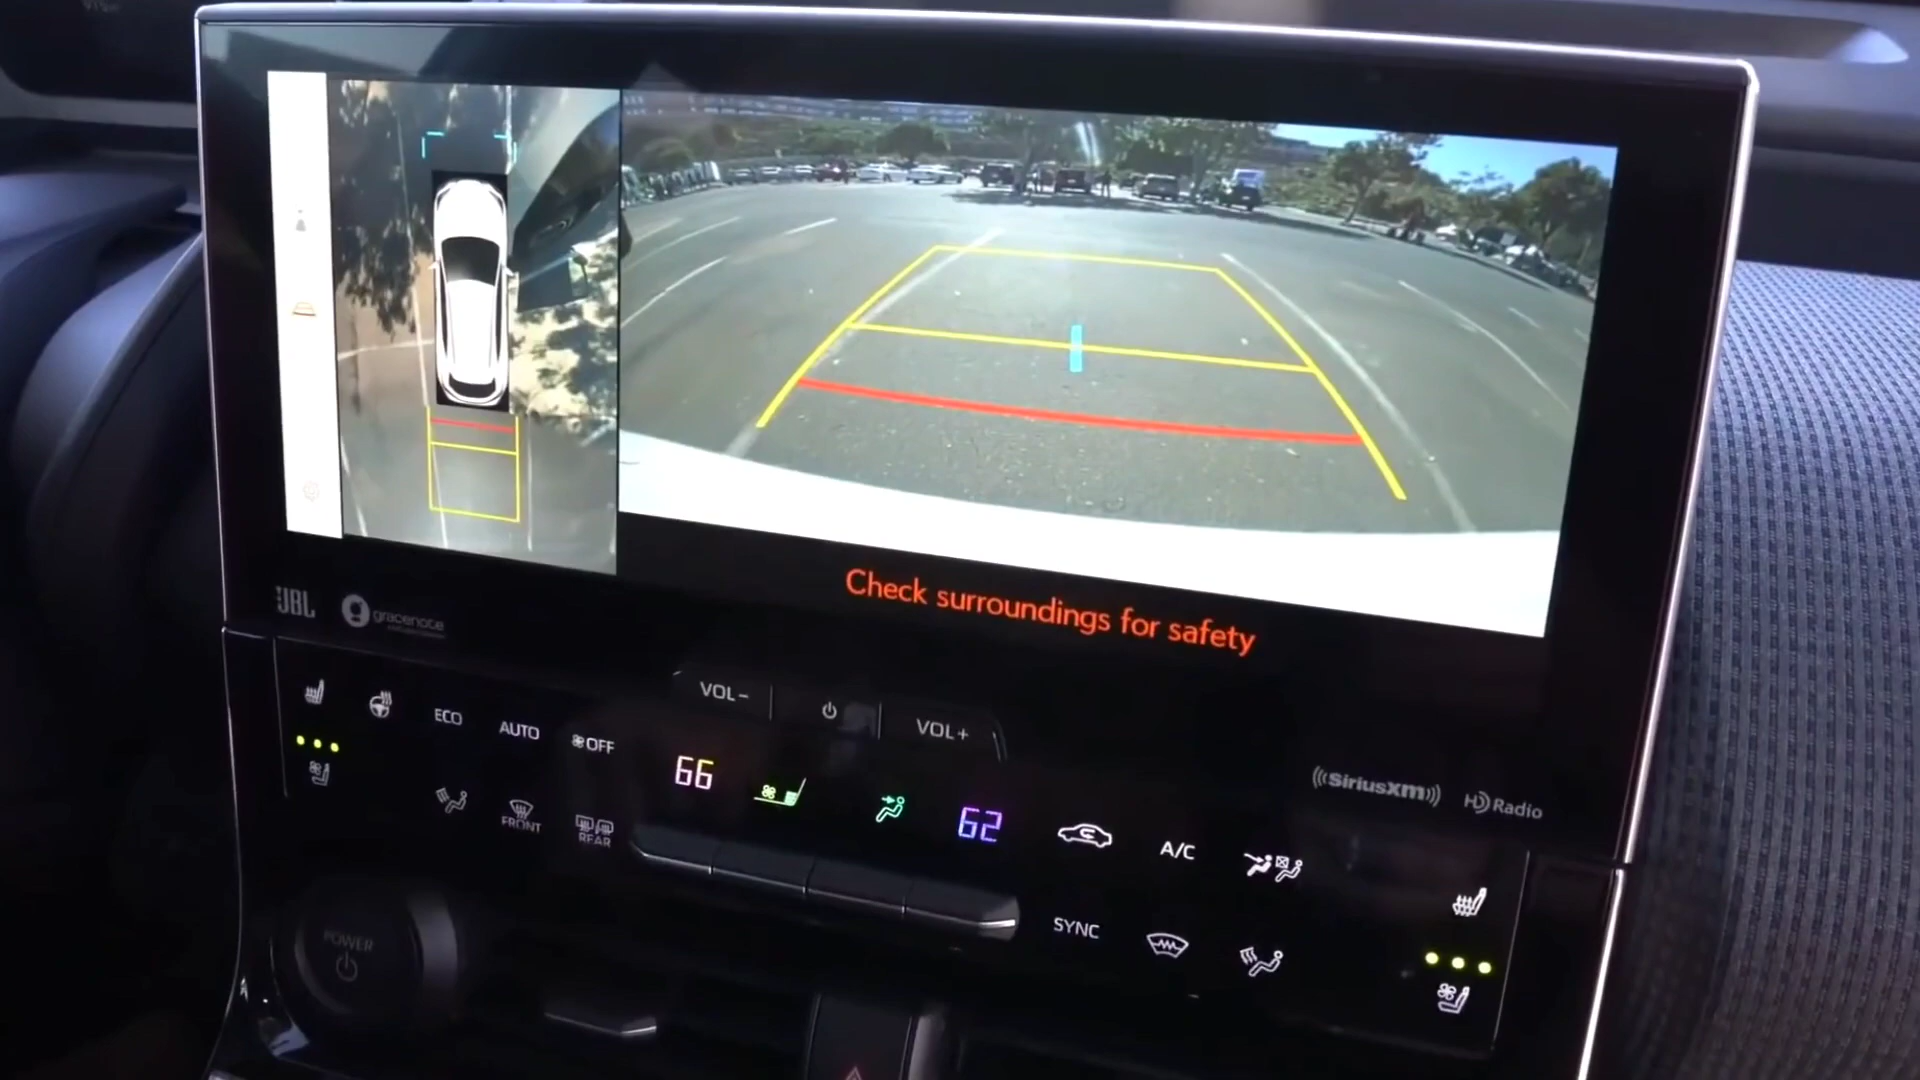 Check surroundings for safety
JBL
gracenote
VOL-
VOL+
ECO
AUTO
OFF
66
62
SiriusXM
HD Radio
FRONT
REAR
A/C
SYNC
POWER